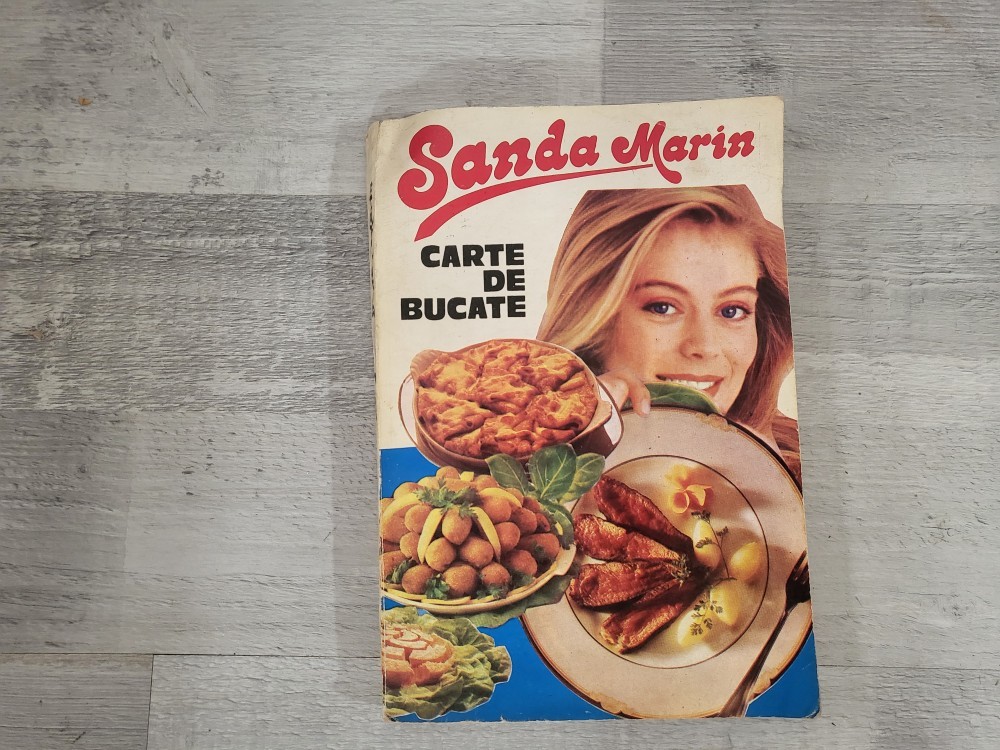 Sanda Marin
CARTE
DE
BUCATE